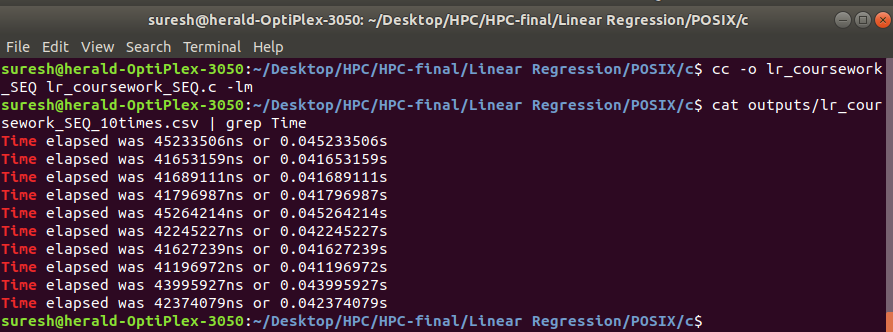 suresh@herald-OptiPlex-3050: ~/Desktop/HPC/HPC-final/Linear Regression/POSIX/c
File Edit View Search Terminal Help
suresh@herald-OptiPlex-3050:~/Desktop/HPC/HPC-final/Linear Regression/POSIX/c$ cc -o lr_coursework
_SEQ lr_coursework_SEQ.c -lm
suresh@herald-OptiPlex-3050:~/Desktop/HPC/HPC-final/Linear Regression/POSIX/c$ cat outputs/lr_cour
sework_SEQ_10times.csv | grep Time
Time elapsed was 45233506ns or 0.045233506s
Time elapsed was 41653159ns or 0.041653159s
Time elapsed was 41689111ns or 0.041689111s
Time elapsed was 41796987ns or 0.041796987s
Time elapsed was 45264214ns or 0.045264214s
Time elapsed was 42245227ns or 0.042245227s
Time elapsed was 41627239ns or 0.041627239s
Time elapsed was 41196972ns or 0.041196972s
Time elapsed was 43995927ns or 0.043995927s
Time elapsed was 42374079ns or 0.042374079s
suresh@herald-OptiPlex-3050:~/Desktop/HPC/HPC-final/Linear Regression/POSIX/c$